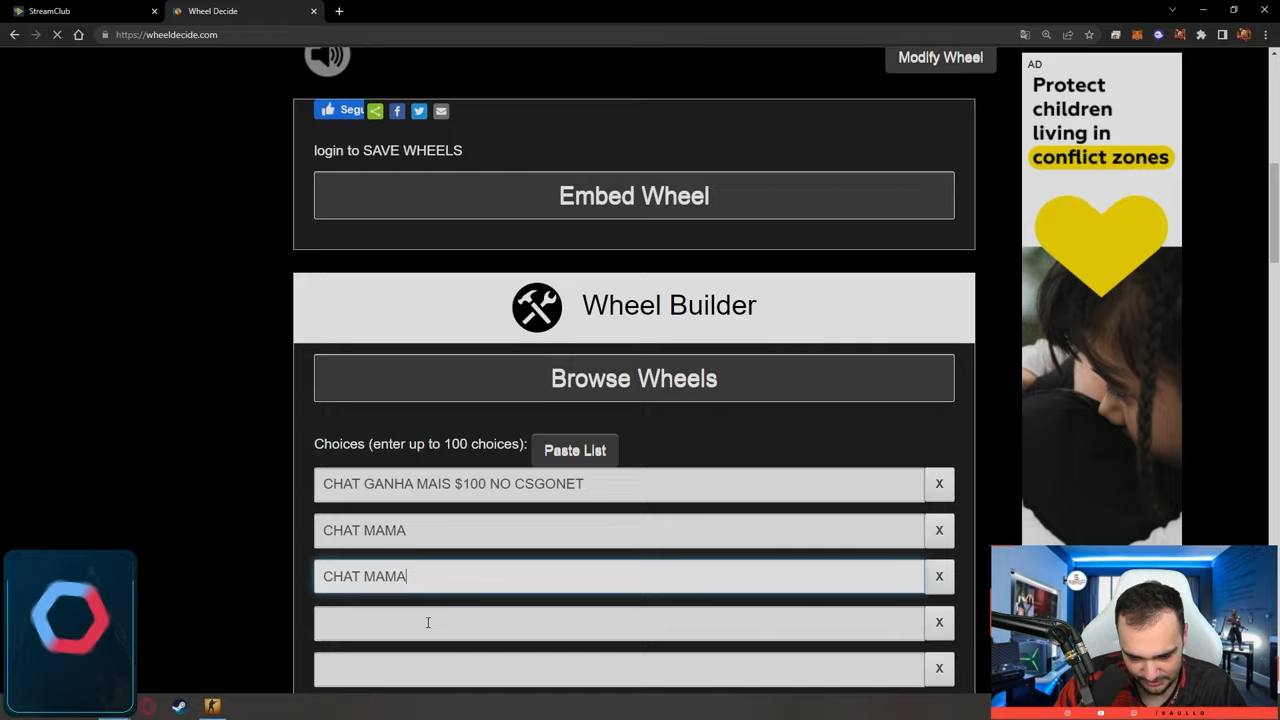 StreamClub
Wheel Decide
https://wheeldecide.com
Modify Wheel
Segu
login to SAVE WHEELS
Embed Wheel
Wheel Builder
Browse Wheels
Choices (enter up to 100 choices):
Paste List
CHAT GANHA MAIS $100 NO CSGONET
X
CHAT MAMA
X
CHAT MAMA
X
X
X
AD
Protect
children
living in
conflict zones